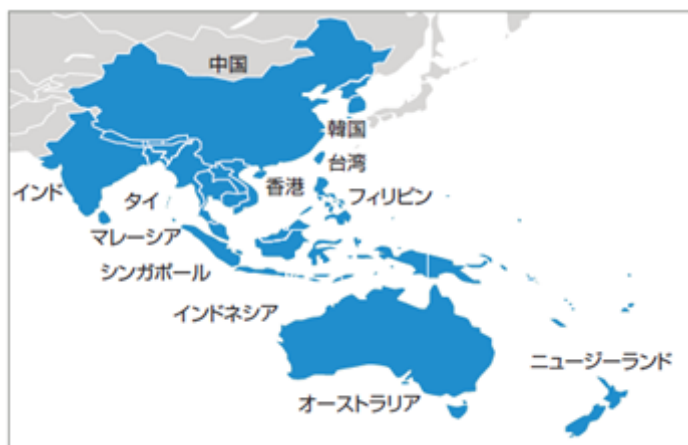 中国
韓国
台湾
香港
フィリピン
インド
タイ
マレーシア
シンガポール
インドネシア
ニュージーランド
オーストラリア